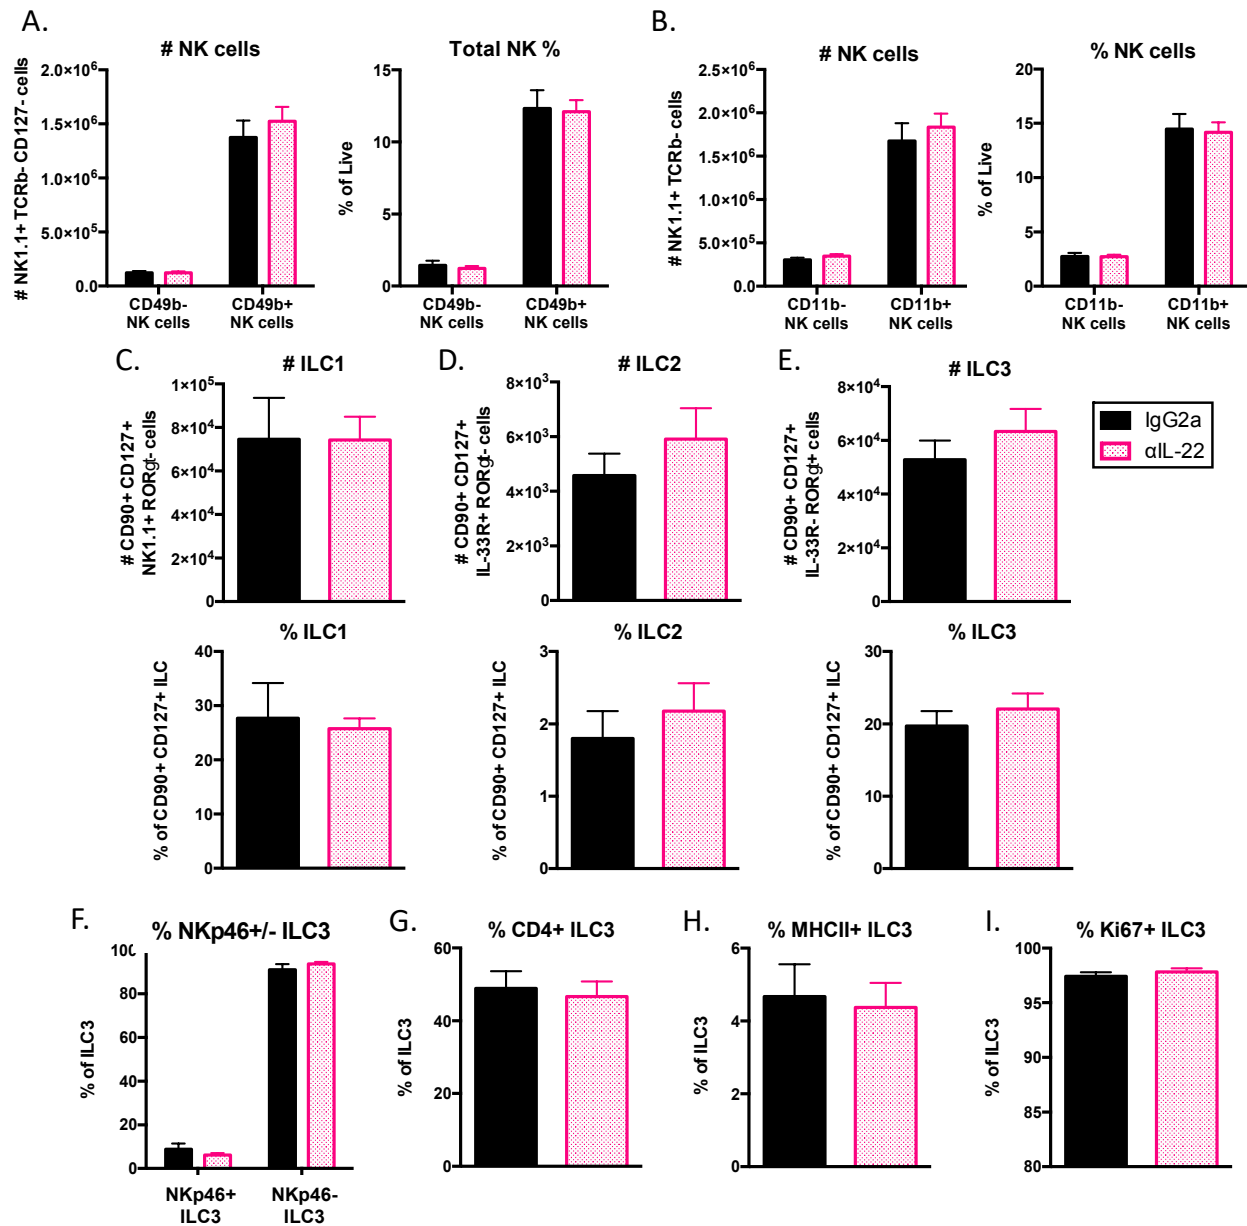 A.
# NK cells
# NK1.1+ TCRb- CD127- cells
2.0×10⁶
1.5×10⁶
1.0×10⁶
5.0×10⁵
0.0
CD49b-
NK cells
CD49b+
NK cells
Total NK %
% of Live
15
10
5
0
CD49b-
NK cells
CD49b+
NK cells
B.
# NK cells
# NK1.1+ TCRb- cells
2.5×10⁶
2.0×10⁶
1.5×10⁶
1.0×10⁶
5.0×10⁵
0.0
CD11b-
NK cells
CD11b+
NK cells
% NK cells
% of Live
20
15
10
5
0
CD11b-
NK cells
CD11b+
NK cells
C.
# ILC1
# CD90+ CD127+
NK1.1+ RORgt- cells
1×10⁵
8×10⁴
6×10⁴
4×10⁴
2×10⁴
0
% ILC1
% of CD90+ CD127+ ILC
40
30
20
10
0
D.
# ILC2
# CD90+ CD127+
IL-33R+ RORgt- cells
8×10³
6×10³
4×10³
2×10³
0
% ILC2
% of CD90+ CD127+ ILC
3
2
1
0
E.
# ILC3
# CD90+ CD127+
IL-33R- RORgt+ cells
8×10⁴
6×10⁴
4×10⁴
2×10⁴
0
% ILC3
% of CD90+ CD127+ ILC
30
20
10
0
IgG2a
αIL-22
F.
% NKp46+/- ILC3
% of ILC3
100
80
60
40
20
0
NKp46+
ILC3
NKp46-
ILC3
G.
% CD4+ ILC3
% of ILC3
60
40
20
0
H.
% MHCII+ ILC3
% of ILC3
6
4
2
0
I.
% Ki67+ ILC3
% of ILC3
100
95
90
85
80